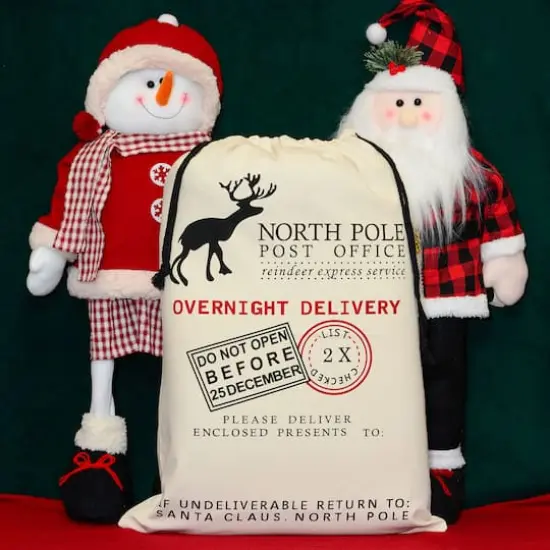 NORTH POLE
POST OFFICE
reindeer express service
OVERNIGHT DELIVERY
DO NOT OPEN
BEFORE
25 DECEMBER
LIST
2 X
CHECKED
PLEASE DELIVER
ENCLOSED PRESENTS TO:
IF UNDELIVERABLE RETURN TO:
SANTA CLAUS, NORTH POLE